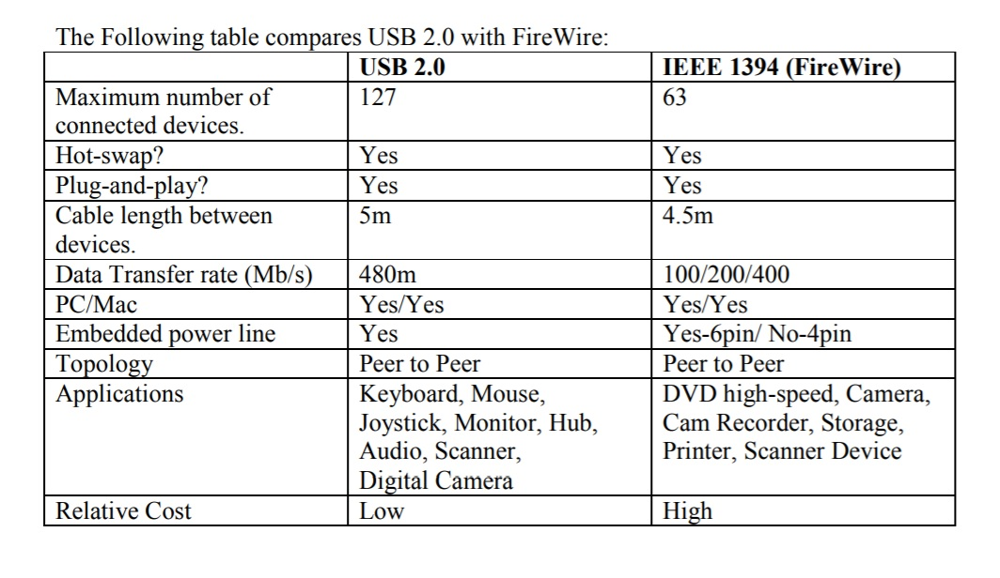 The Following table compares USB 2.0 with FireWire:
USB 2.0 IEEE 1394 (FireWire)
Maximum number of 127 63
connected devices.
Hot-swap? Yes Yes
Plug-and-play? Yes Yes
Cable length between 5m 4.5m
devices.
Data Transfer rate (Mb/s) 480m 100/200/400
PC/Mac Yes/Yes Yes/Yes
Embedded power line Yes Yes-6pin/ No-4pin
Topology Peer to Peer Peer to Peer
Applications Keyboard, Mouse, DVD high-speed, Camera,
Joystick, Monitor, Hub, Cam Recorder, Storage,
Audio, Scanner, Printer, Scanner Device
Digital Camera
Relative Cost Low High